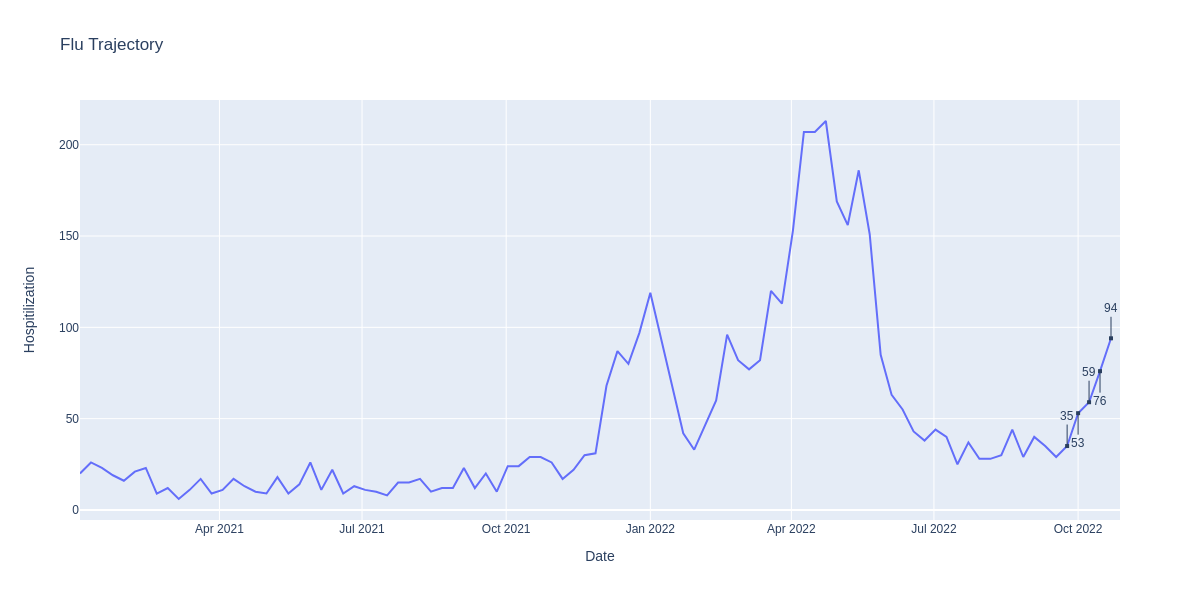 Flu Trajectory
Hospitilization
200
150
100
50
0
94
59
76
35
53
Apr 2021
Jul 2021
Oct 2021
Jan 2022
Apr 2022
Jul 2022
Oct 2022
Date